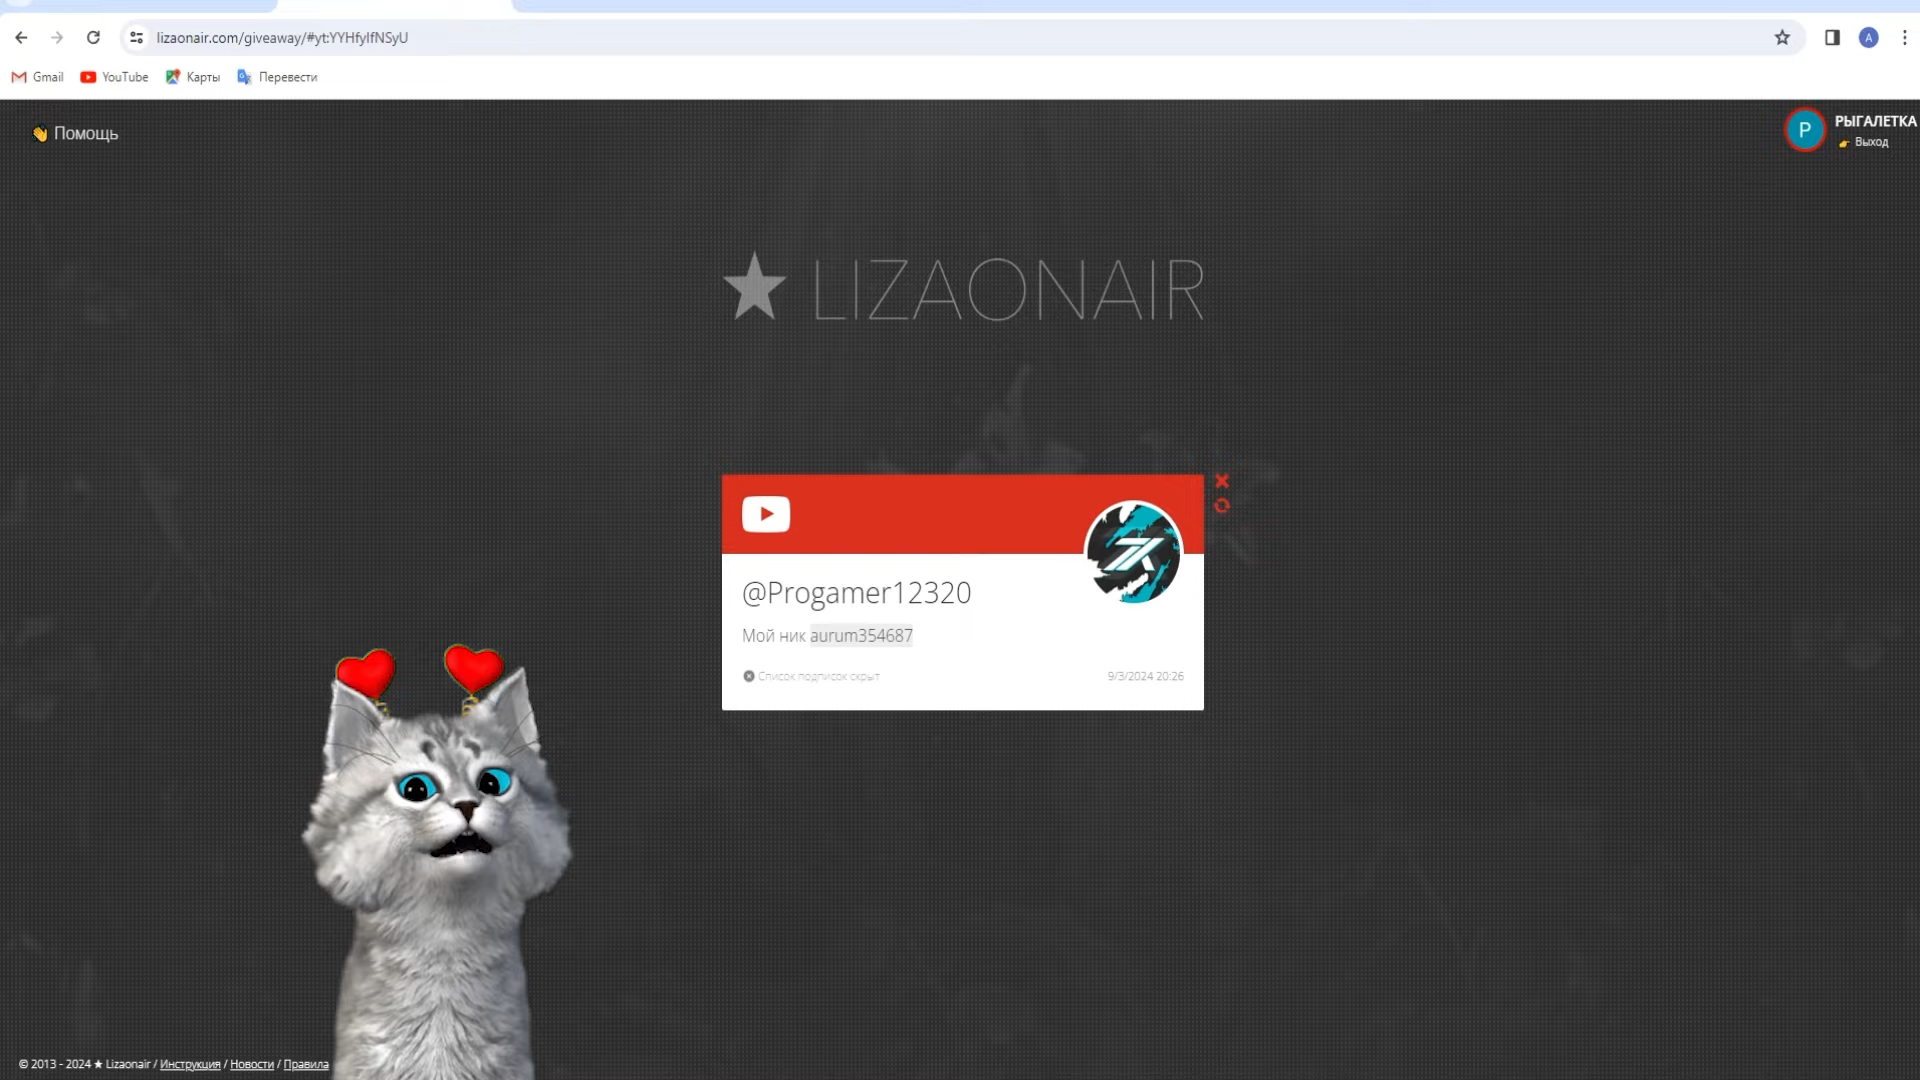 lizaonair.com/giveaway/#yt:YYHfyIfNSyU
A
Gmail
YouTube
Карты
Перевести
Помощь
Р
РЫГАЛЕТКА
Выход
★ LIZAONAIR
@Progamer12320
Мой ник aurum354687
Список подписок скрыт
9/3/2024 20:26
© 2013 - 2024 ★ Lizaonair / Инструкция / Новости / Правила